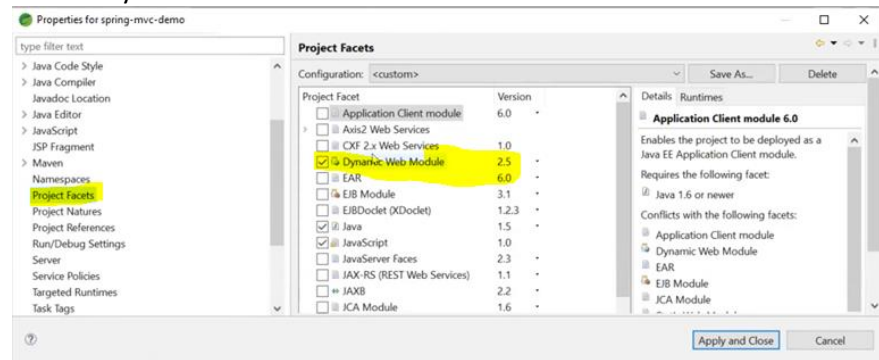 Properties for spring-mvc-demo
type filter text
Java Code Style
Java Compiler
Javadoc Location
Java Editor
JavaScript
JSP Fragment
Maven
Namespaces
Project Facets
Project Natures
Project References
Run/Debug Settings
Server
Service Policies
Targeted Runtimes
Task Tags
Project Facets
Configuration: <custom>
Save As...
Delete
Project Facet Version
Application Client module 6.0
Axis2 Web Services
CXF 2.x Web Services 1.0
Dynamic Web Module 2.5
EAR 6.0
EJB Module 3.1
EJBDoclet (XDoclet) 1.2.3
Java 1.5
JavaScript 1.0
JavaServer Faces 2.3
JAX-RS (REST Web Services) 1.1
JAXB 2.2
JCA Module 1.6
Details Runtimes
Application Client module 6.0
Enables the project to be deployed as a
Java EE Application Client module.
Requires the following facet:
Java 1.6 or newer
Conflicts with the following facets:
Application Client module
Dynamic Web Module
EAR
EJB Module
JCA Module
Apply and Close
Cancel